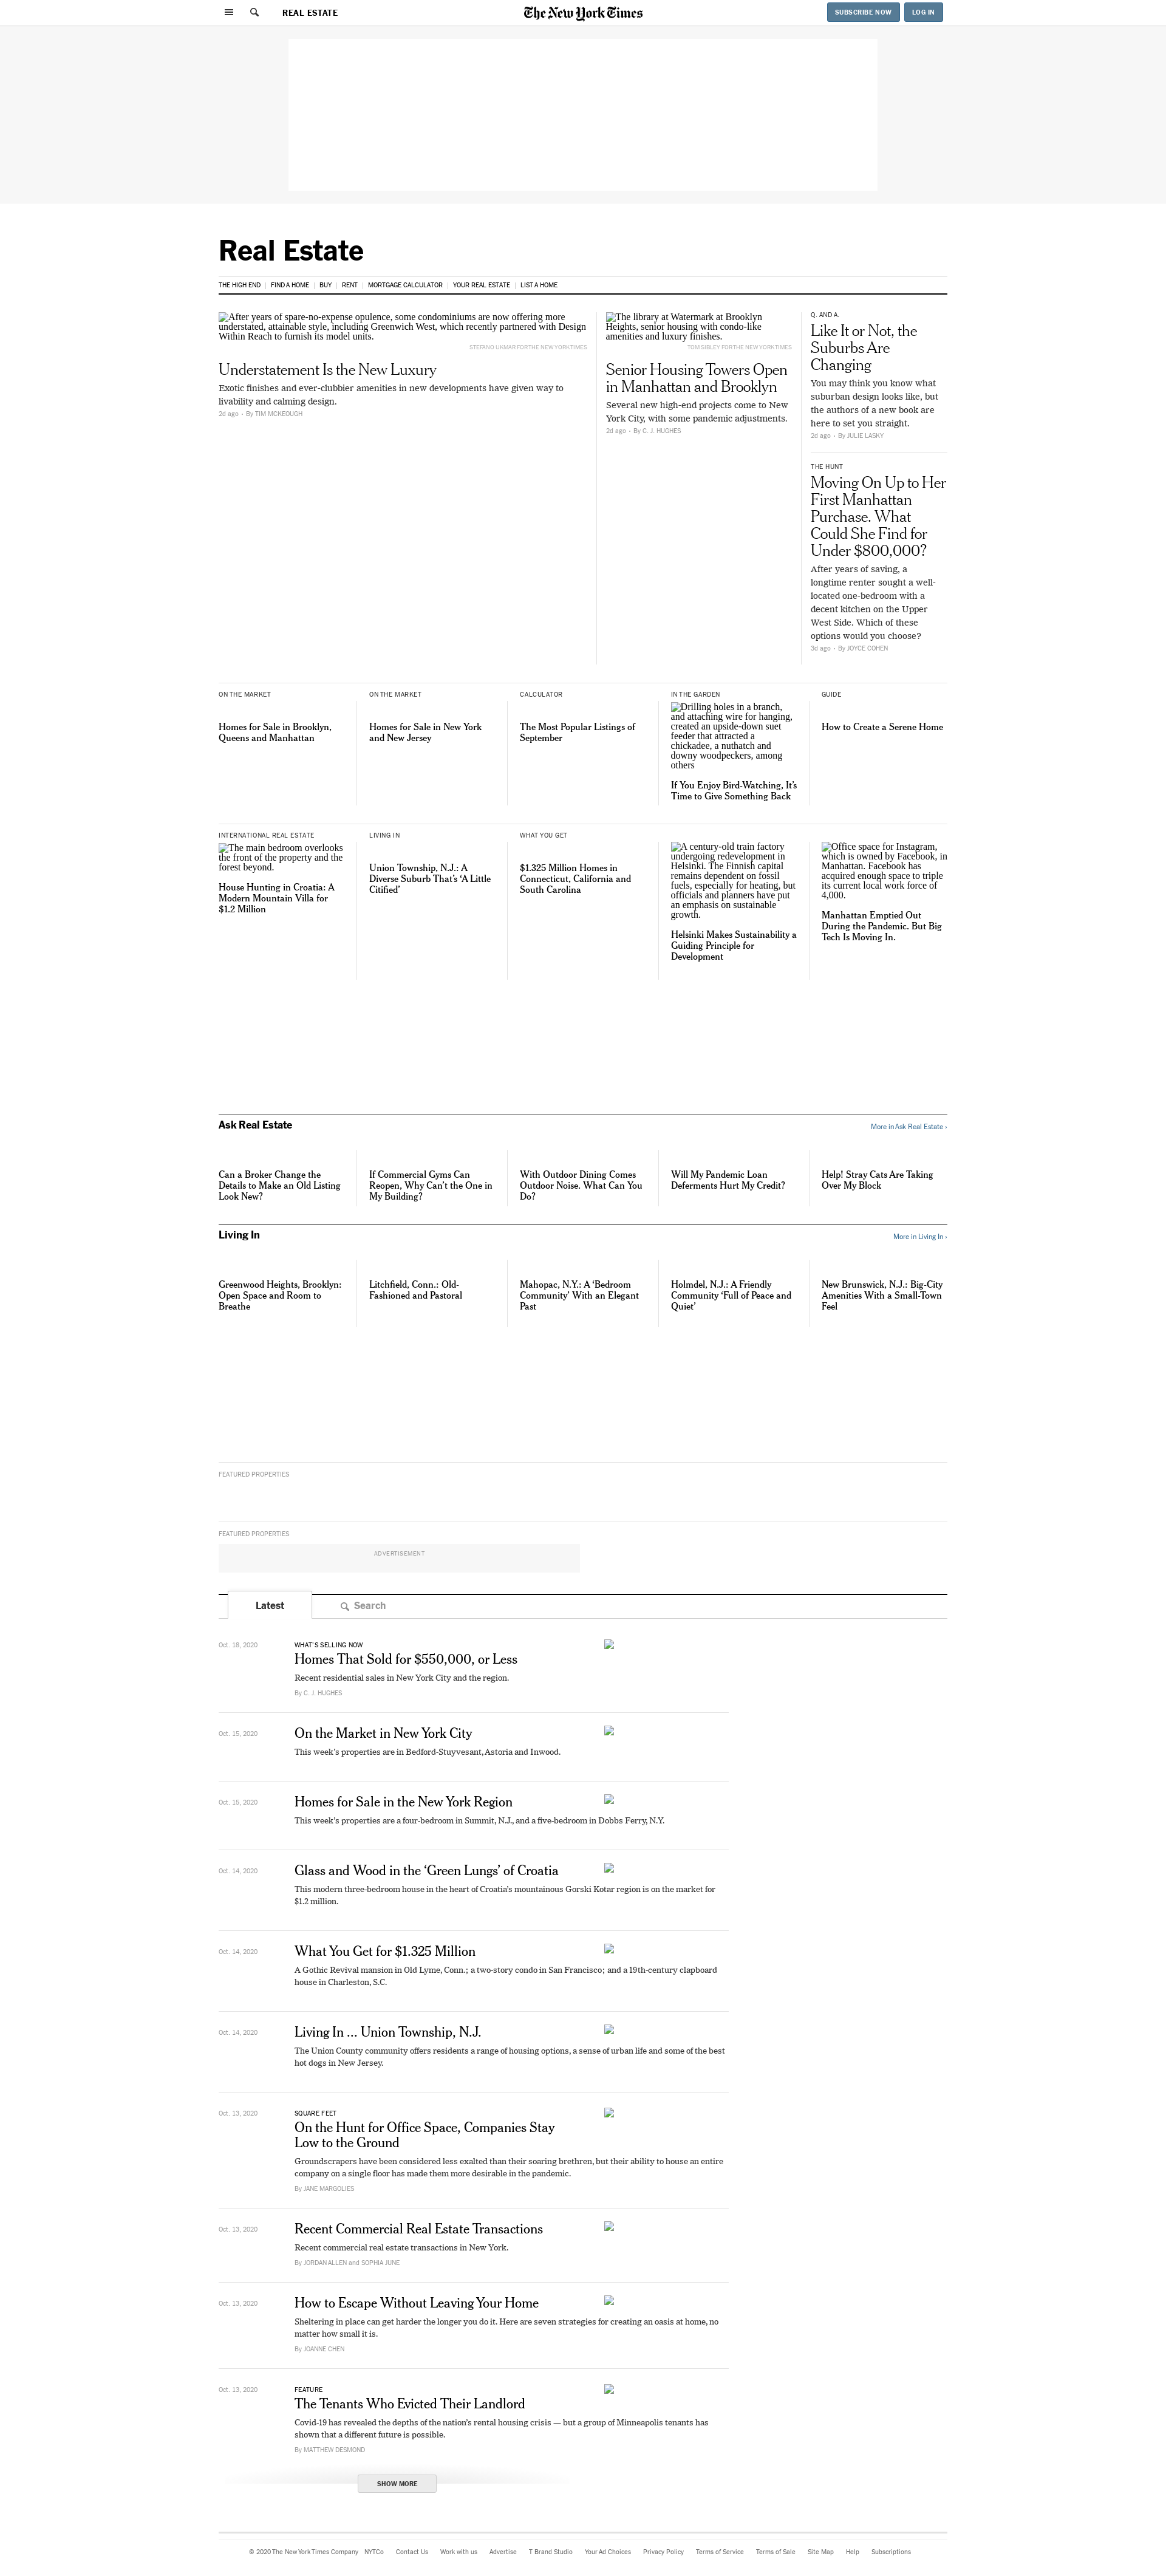 REAL ESTATE
The New York Times
SUBSCRIBE NOW
LOG IN
Real Estate
THE HIGH END
FIND A HOME
BUY
RENT
MORTGAGE CALCULATOR
YOUR REAL ESTATE
LIST A HOME
After years of spare-no-expense opulence, some condominiums are now offering more
understated, attainable style, including Greenwich West, which recently partnered with Design
Within Reach to furnish its model units.
STEFANO UKMAR FOR THE NEW YORK TIMES
Understatement Is the New Luxury
Exotic finishes and ever-clubbier amenities in new developments have given way to
livability and calming design.
2d ago • By TIM MCKEOUGH
The library at Watermark at Brooklyn
Heights, senior housing with condo-like
amenities and luxury finishes.
TOM SIBLEY FOR THE NEW YORK TIMES
Senior Housing Towers Open
in Manhattan and Brooklyn
Several new high-end projects come to New
York City, with some pandemic adjustments.
2d ago • By C. J. HUGHES
Q. AND A.
Like It or Not, the
Suburbs Are
Changing
You may think you know what
suburban design looks like, but
the authors of a new book are
here to set you straight.
2d ago • By JULIE LASKY
THE HUNT
Moving On Up to Her
First Manhattan
Purchase. What
Could She Find for
Under $800,000?
After years of saving, a
longtime renter sought a well-
located one-bedroom with a
decent kitchen on the Upper
West Side. Which of these
options would you choose?
3d ago • By JOYCE COHEN
ON THE MARKET
Homes for Sale in Brooklyn,
Queens and Manhattan
ON THE MARKET
Homes for Sale in New York
and New Jersey
CALCULATOR
The Most Popular Listings of
September
IN THE GARDEN
Drilling holes in a branch,
and attaching wire for hanging,
created an upside-down suet
feeder that attracted a
chickadee, a nuthatch and
downy woodpeckers, among
others
If You Enjoy Bird-Watching, It’s
Time to Give Something Back
GUIDE
How to Create a Serene Home
INTERNATIONAL REAL ESTATE
The main bedroom overlooks
the front of the property and the
forest beyond.
House Hunting in Croatia: A
Modern Mountain Villa for
$1.2 Million
LIVING IN
Union Township, N.J.: A
Diverse Suburb That’s ‘A Little
Citified’
WHAT YOU GET
$1.325 Million Homes in
Connecticut, California and
South Carolina
A century-old train factory
undergoing redevelopment in
Helsinki. The Finnish capital
remains dependent on fossil
fuels, especially for heating, but
officials and planners have put
an emphasis on sustainable
growth.
Helsinki Makes Sustainability a
Guiding Principle for
Development
Office space for Instagram,
which is owned by Facebook, in
Manhattan. Facebook has
acquired enough space to triple
its current local work force of
4,000.
Manhattan Emptied Out
During the Pandemic. But Big
Tech Is Moving In.
Ask Real Estate
More in Ask Real Estate ›
Can a Broker Change the
Details to Make an Old Listing
Look New?
If Commercial Gyms Can
Reopen, Why Can’t the One in
My Building?
With Outdoor Dining Comes
Outdoor Noise. What Can You
Do?
Will My Pandemic Loan
Deferments Hurt My Credit?
Help! Stray Cats Are Taking
Over My Block
Living In
More in Living In ›
Greenwood Heights, Brooklyn:
Open Space and Room to
Breathe
Litchfield, Conn.: Old-
Fashioned and Pastoral
Mahopac, N.Y.: A ‘Bedroom
Community’ With an Elegant
Past
Holmdel, N.J.: A Friendly
Community ‘Full of Peace and
Quiet’
New Brunswick, N.J.: Big-City
Amenities With a Small-Town
Feel
FEATURED PROPERTIES
FEATURED PROPERTIES
ADVERTISEMENT
Latest
Search
Oct. 18, 2020
WHAT’S SELLING NOW
Homes That Sold for $550,000, or Less
Recent residential sales in New York City and the region.
By C. J. HUGHES
Oct. 15, 2020
On the Market in New York City
This week’s properties are in Bedford-Stuyvesant, Astoria and Inwood.
Oct. 15, 2020
Homes for Sale in the New York Region
This week’s properties are a four-bedroom in Summit, N.J., and a five-bedroom in Dobbs Ferry, N.Y.
Oct. 14, 2020
Glass and Wood in the ‘Green Lungs’ of Croatia
This modern three-bedroom house in the heart of Croatia’s mountainous Gorski Kotar region is on the market for
$1.2 million.
Oct. 14, 2020
What You Get for $1.325 Million
A Gothic Revival mansion in Old Lyme, Conn.; a two-story condo in San Francisco; and a 19th-century clapboard
house in Charleston, S.C.
Oct. 14, 2020
Living In ... Union Township, N.J.
The Union County community offers residents a range of housing options, a sense of urban life and some of the best
hot dogs in New Jersey.
Oct. 13, 2020
SQUARE FEET
On the Hunt for Office Space, Companies Stay
Low to the Ground
Groundscrapers have been considered less exalted than their soaring brethren, but their ability to house an entire
company on a single floor has made them more desirable in the pandemic.
By JANE MARGOLIES
Oct. 13, 2020
Recent Commercial Real Estate Transactions
Recent commercial real estate transactions in New York.
By JORDAN ALLEN and SOPHIA JUNE
Oct. 13, 2020
How to Escape Without Leaving Your Home
Sheltering in place can get harder the longer you do it. Here are seven strategies for creating an oasis at home, no
matter how small it is.
By JOANNE CHEN
Oct. 13, 2020
FEATURE
The Tenants Who Evicted Their Landlord
Covid-19 has revealed the depths of the nation’s rental housing crisis — but a group of Minneapolis tenants has
shown that a different future is possible.
By MATTHEW DESMOND
SHOW MORE
© 2020 The New York Times Company
NYTCo
Contact Us
Work with us
Advertise
T Brand Studio
Your Ad Choices
Privacy Policy
Terms of Service
Terms of Sale
Site Map
Help
Subscriptions